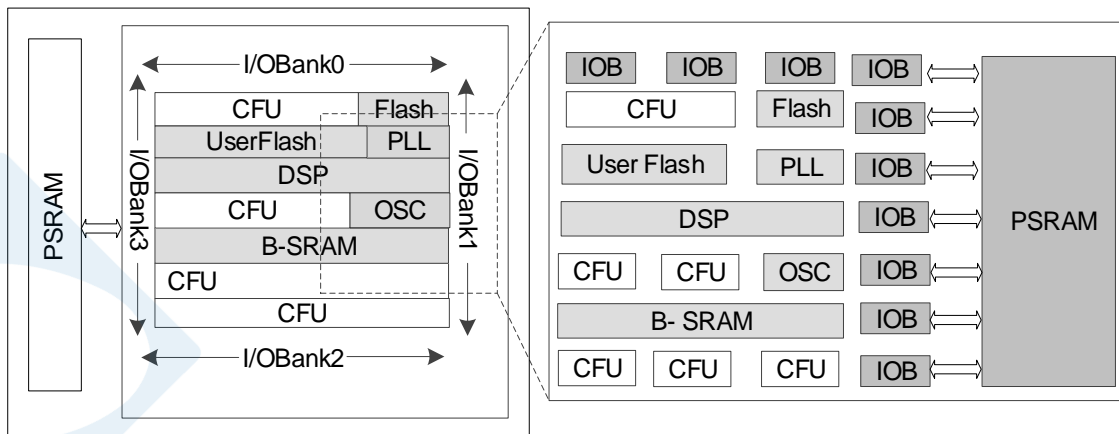 PSRAM
I/OBank0
I/OBank3
CFU Flash
UserFlash PLL
DSP
CFU OSC
B-SRAM
CFU
CFU
I/OBank1
I/OBank2
IOB IOB IOB IOB
CFU Flash IOB
User Flash PLL IOB
DSP IOB
CFU CFU OSC IOB
B- SRAM IOB
CFU CFU CFU IOB
PSRAM